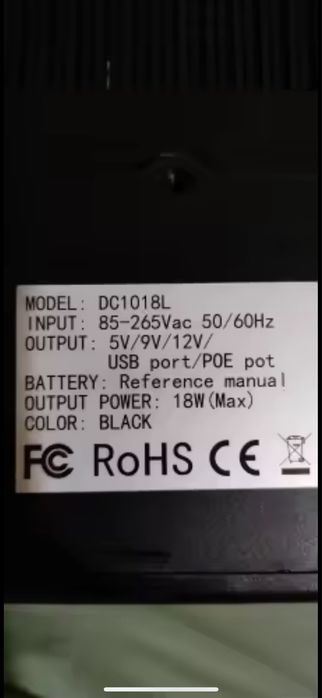 MODEL: DC1018L
INPUT: 85-265Vac 50/60Hz
OUTPUT: 5V/9V/12V/
USB port/POE pot
BATTERY: Reference manual
OUTPUT POWER: 18W(Max)
COLOR: BLACK
FC RoHS CE